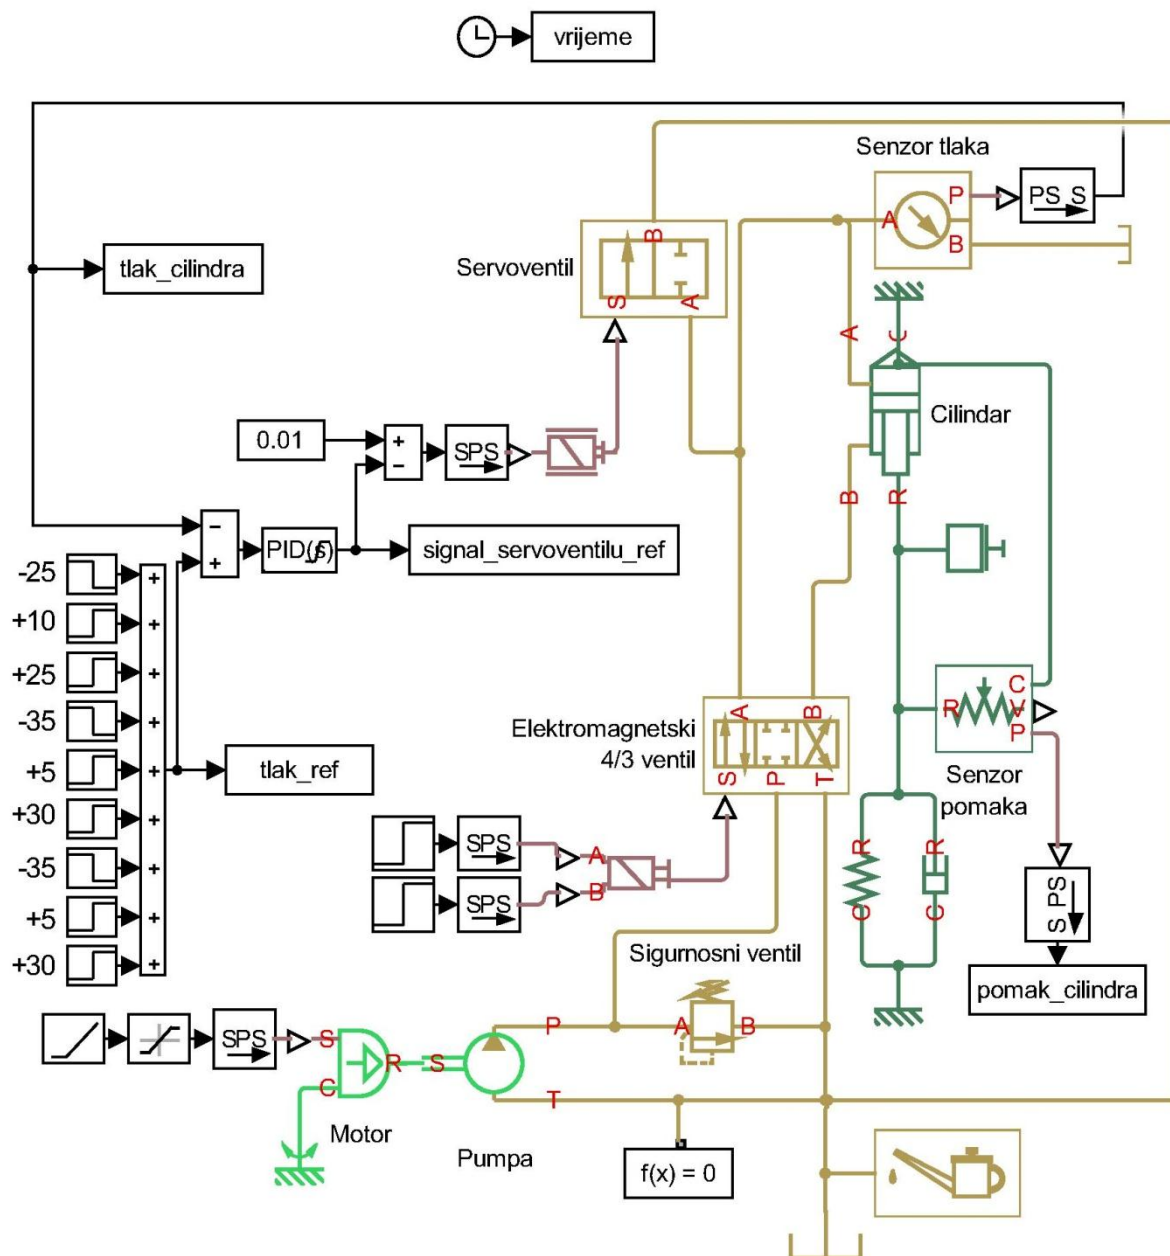 vrijeme
Senzor tlaka
A
P
B
PS S
tlak_cilindra
Servoventil
B
S
A
A
C
Cilindar
B
R
0.01
+
−
SPS
−
+
PID(s)
signal_servoventilu_ref
-25
+
+10
+
+25
+
-35
+
+5
+
+30
+
-35
+
+5
+
+30
+
tlak_ref
Elektromagnetski
4/3 ventil
A
B
S
P
T
R
C
V
P
Senzor
pomaka
SPS
A
SPS
B
R
R
C
C
S PS
pomak_cilindra
Sigurnosni ventil
A
B
SPS
S
C
R
S
P
T
Motor
Pumpa
f(x) = 0